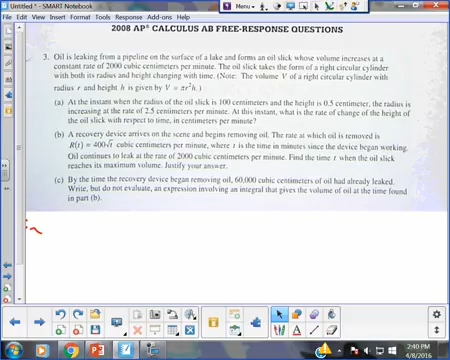 Untitled *
Menu
File Edit View Insert Format Tools Response Add-ons Help
2008 AP® CALCULUS AB FREE-RESPONSE QUESTIONS
3. Oil is leaking from a pipeline on the surface of a lake and forms an oil slick whose volume increases at a
constant rate of 2000 cubic centimeters per minute. The oil slick takes the form of a right circular cylinder
with both its radius and height changing with time. (Note: The volume V of a right circular cylinder with
radius r and height h is given by V = πr²h.)
(a) At the instant when the radius of the oil slick is 100 centimeters and the height is 0.5 centimeter, the radius is
increasing at the rate of 2.5 centimeters per minute. At this instant, what is the rate of change of the height of
the oil slick with respect to time, in centimeters per minute?
(b) A recovery device arrives on the scene and begins removing oil. The rate at which oil is removed is
R(t) = 400√t cubic centimeters per minute, where t is the time in minutes since the device began working.
Oil continues to leak at the rate of 2000 cubic centimeters per minute. Find the time t when the oil slick
reaches its maximum volume. Justify your answer.
(c) By the time the recovery device began removing oil, 60,000 cubic centimeters of oil had already leaked.
Write, but do not evaluate, an expression involving an integral that gives the volume of oil at the time found
in part (b).
2:40 PM
4/8/2016